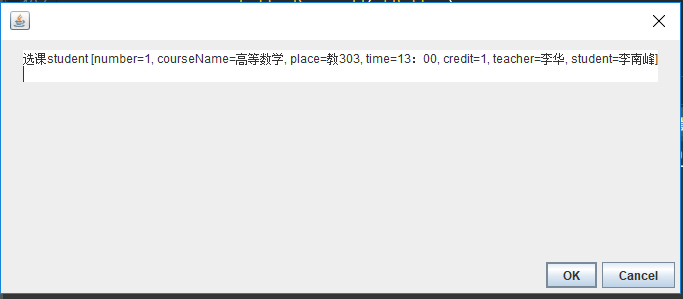 选课student [number=1, courseName=高等数学, place=教303, time=13：00, credit=1, teacher=李华, student=李南峰]
OK
Cancel